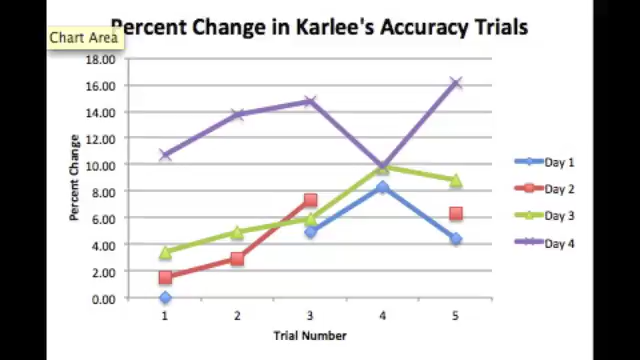 Percent Change in Karlee's Accuracy Trials
Chart Area
18.00
16.00
14.00
12.00
10.00
8.00
6.00
4.00
2.00
0.00
Percent Change
1 2 3 4 5
Trial Number
Day 1
Day 2
Day 3
Day 4